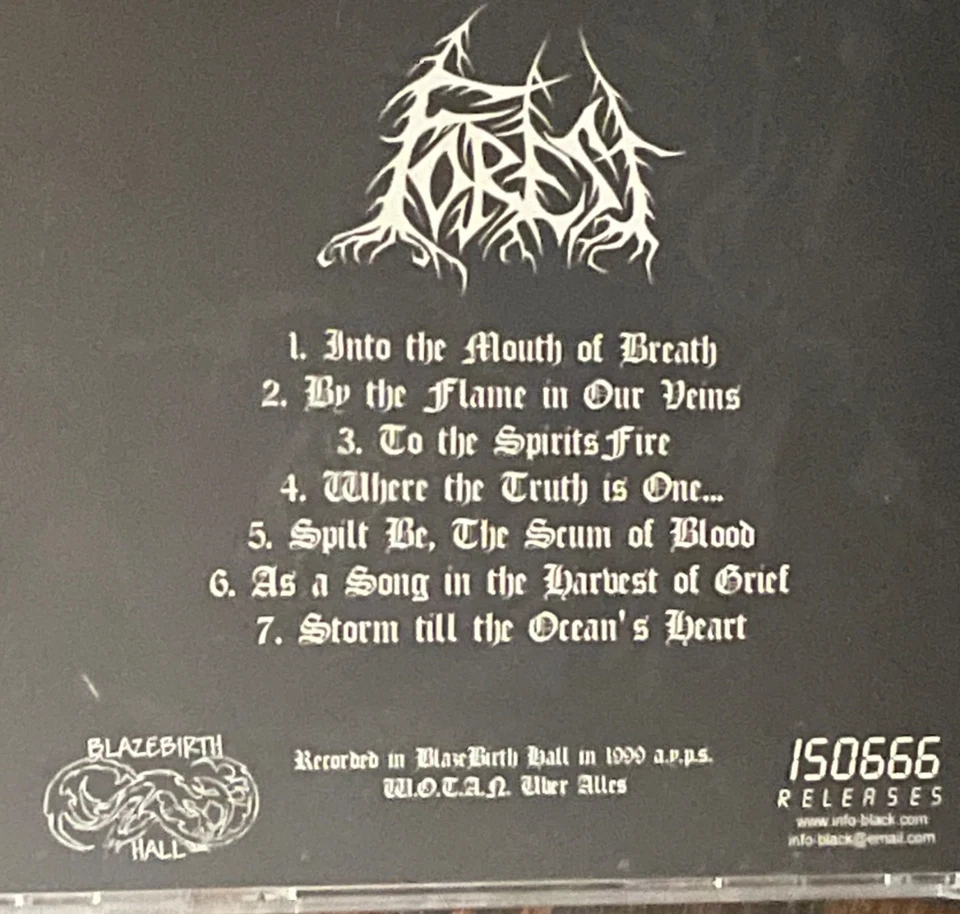 FOREST
1. Into the Mouth of Breath
2. By the Flame in Our Veins
3. To the Spirits Fire
4. Where the Truth is One...
5. Spilt Be, The Scum of Blood
6. As a Song in the Harvest of Grief
7. Storm till the Ocean's Heart
BLAZEBIRTH
HALL
Recorded in BlazeBirth Hall in 1999 a.p.p.s.
W.O.T.A.N. Uber Alles
ISO666
RELEASES
www.info-black.com
info-black@email.com